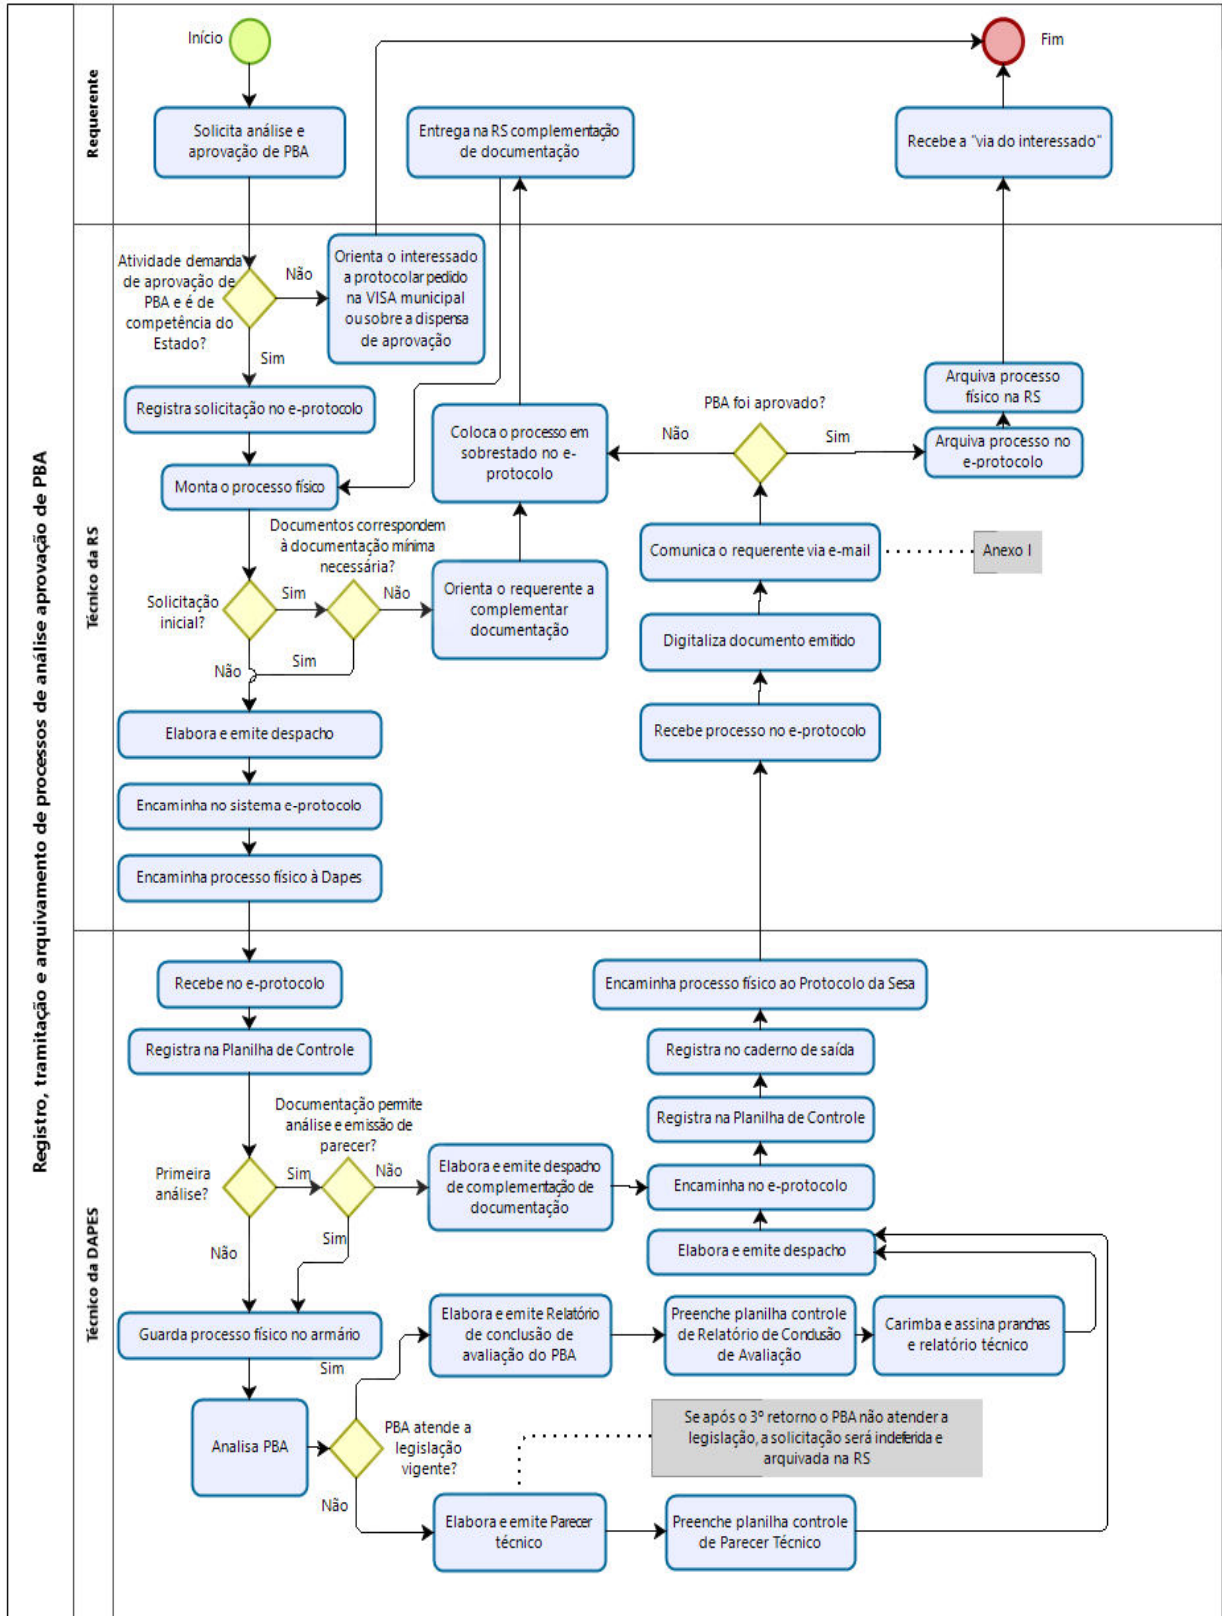 Registro, tramitação e arquivamento de processos de análise aprovação de PBA
Requerente
Início
Fim
Solicita análise e
aprovação de PBA
Entrega na RS complementação
de documentação
Recebe a "via do interessado"
Técnico da RS
Atividade demanda
de aprovação de
PBA e é de
competência do
Estado?
Não
Orienta o interessado
a protocolar pedido
na VISA municipal
ou sobre a dispensa
de aprovação
Sim
Registra solicitação no e-protocolo
Monta o processo físico
Coloca o processo em
sobrestado no e-
protocolo
PBA foi aprovado?
Não
Sim
Arquiva processo
físico na RS
Arquiva processo no
e-protocolo
Documentos correspondem
à documentação mínima
necessária?
Solicitação
inicial?
Sim
Não
Orienta o requerente a
complementar
documentação
Não
Sim
Comunica o requerente via e-mail
Anexo I
Digitaliza documento emitido
Recebe processo no e-protocolo
Elabora e emite despacho
Encaminha no sistema e-protocolo
Encaminha processo físico à Dapes
Técnico da DAPES
Recebe no e-protocolo
Registra na Planilha de Controle
Encaminha processo físico ao Protocolo da Sesa
Registra no caderno de saída
Registra na Planilha de Controle
Encaminha no e-protocolo
Elabora e emite despacho
Documentação permite
análise e emissão de
parecer?
Primeira
análise?
Sim
Não
Elabora e emite despacho
de complementação de
documentação
Não
Sim
Guarda processo físico no armário
Sim
Elabora e emite Relatório
de conclusão de
avaliação do PBA
Preenche planilha controle
de Relatório de Conclusão
de Avaliação
Carimba e assina pranchas
e relatório técnico
Analisa PBA
PBA atende a
legislação
vigente?
Se após o 3º retorno o PBA não atender a
legislação, a solicitação será indeferida e
arquivada na RS
Não
Elabora e emite Parecer
técnico
Preenche planilha controle
de Parecer Técnico